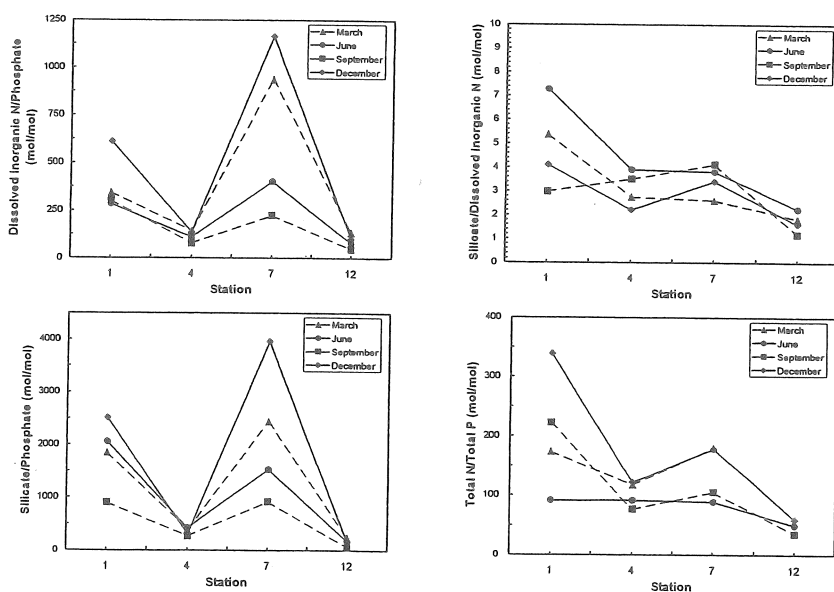 Dissolved Inorganic N/Phosphate
(mol/mol)
1250
1000
750
500
250
0
March
June
September
December
1 4 7 12
Station
Silicate/Dissolved Inorganic N (mol/mol)
10
9
8
7
6
5
4
3
2
1
0
March
June
September
December
1 4 7 12
Station
Silicate/Phosphate (mol/mol)
4000
3000
2000
1000
0
March
June
September
December
1 4 7 12
Station
Total N/Total P (mol/mol)
400
300
200
100
0
March
June
September
December
1 4 7 12
Station